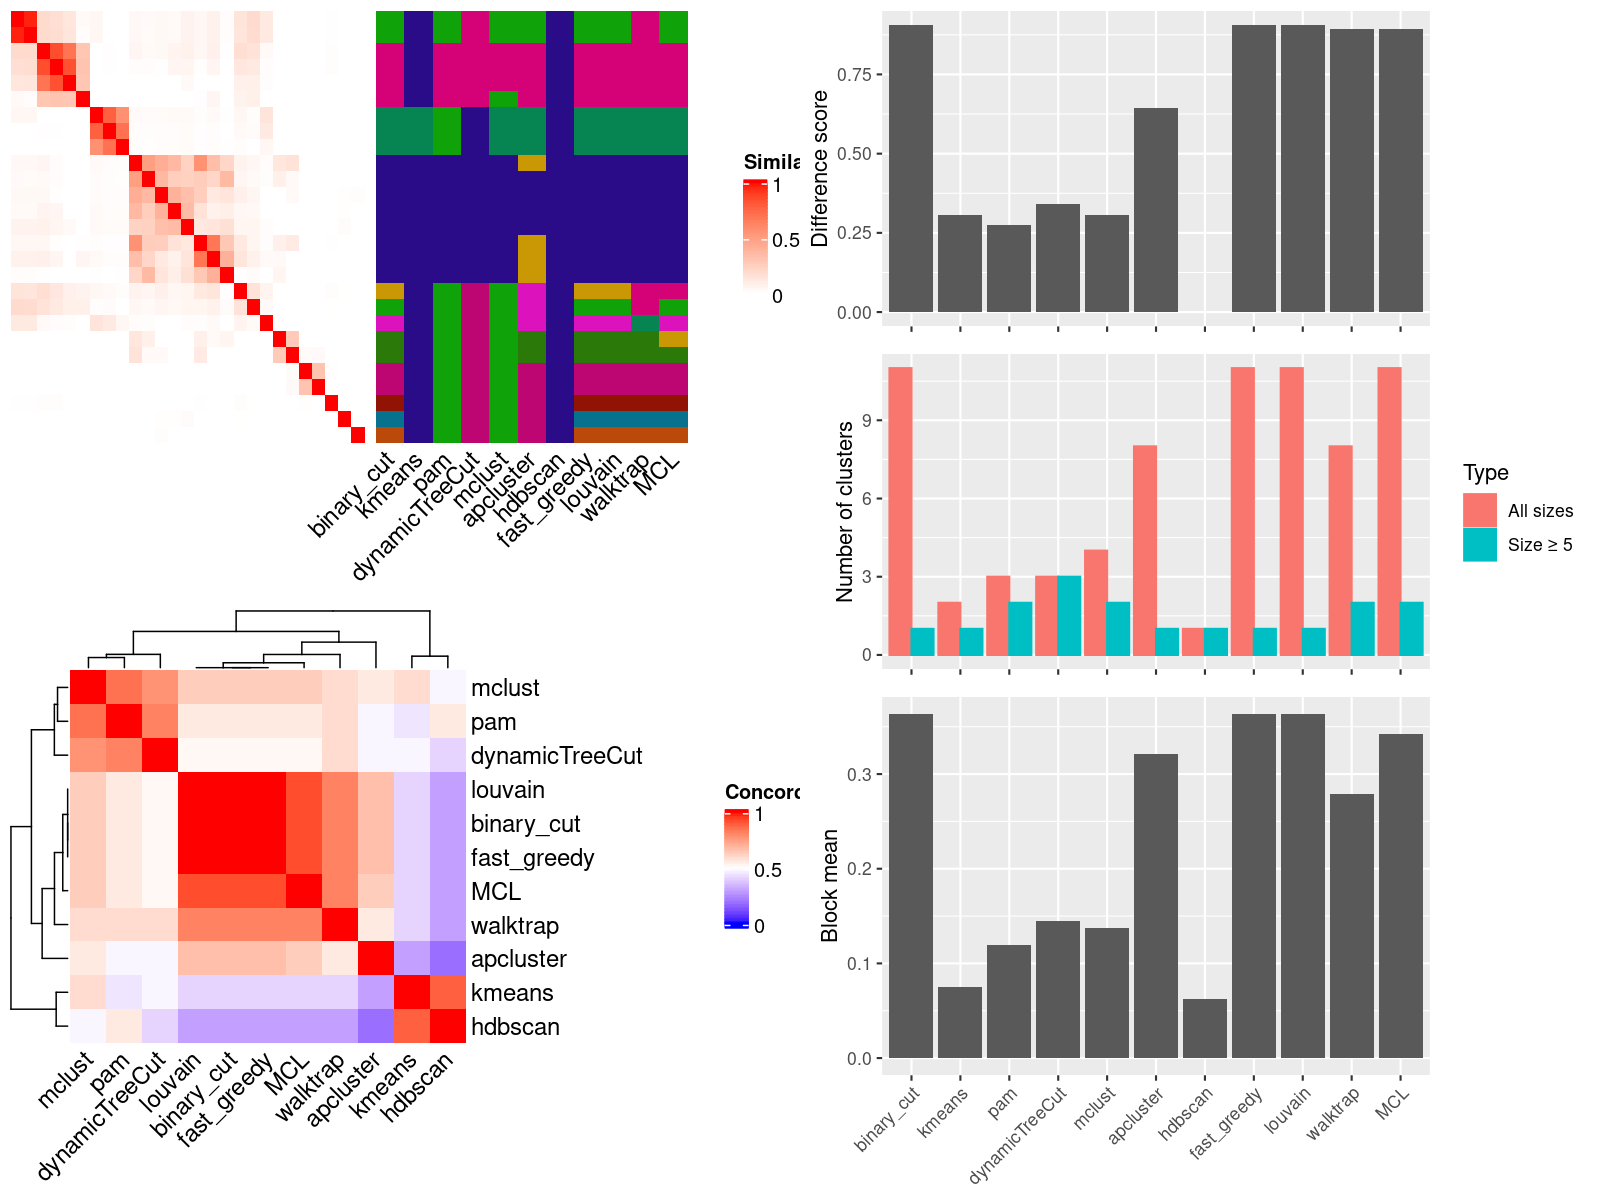 Simila
1
0.5
0
binary_cut
kmeans
pam
dynamicTreeCut
mclust
apcluster
hdbscan
fast_greedy
louvain
walktrap
MCL
mclust
pam
dynamicTreeCut
louvain
binary_cut
fast_greedy
MCL
walktrap
apcluster
kmeans
hdbscan
mclust
pam
dynamicTreeCut
louvain
binary_cut
fast_greedy
MCL
walktrap
apcluster
kmeans
hdbscan
Concord
1
0.5
0
Difference score
0.75
0.50
0.25
0.00
Number of clusters
9
6
3
0
Type
All sizes
Size ≥ 5
Block mean
0.3
0.2
0.1
0.0
binary_cut
kmeans
pam
dynamicTreeCut
mclust
apcluster
hdbscan
fast_greedy
louvain
walktrap
MCL